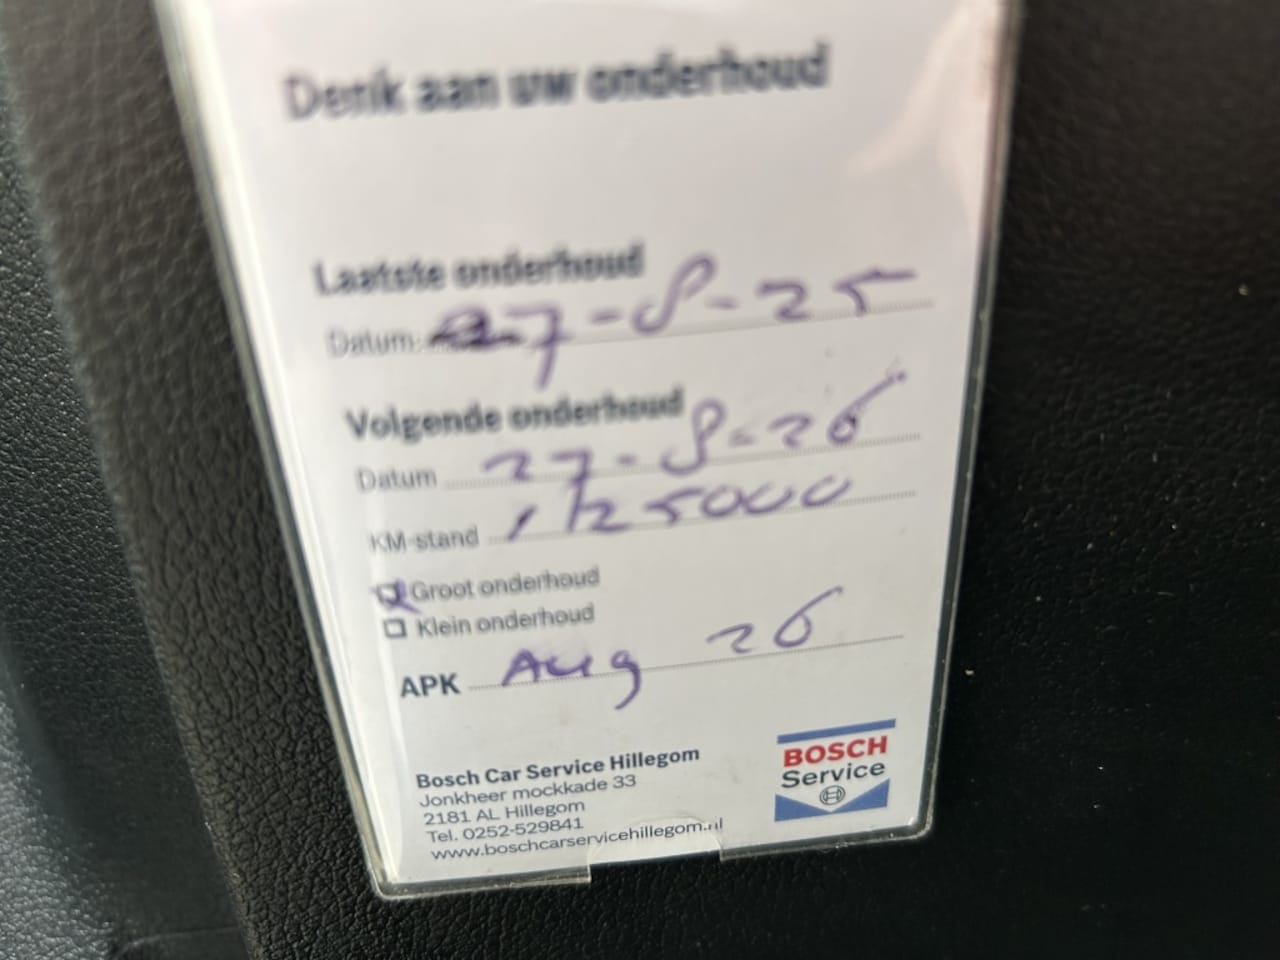 Denk aan uw onderhoud
Laatste onderhoud
Datum: 27-8-25
Volgende onderhoud
Datum 27-8-26
KM-stand 125000
Groot onderhoud
Klein onderhoud
APK Aug 26
Bosch Car Service Hillegom
Jonkheer mockkade 33
2181 AL Hillegom
Tel. 0252-529841
www.boschcarservicehillegom.nl
BOSCH
Service